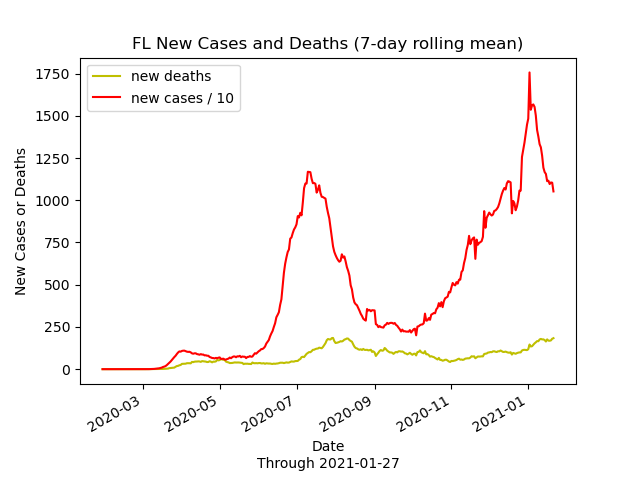 FL New Cases and Deaths (7-day rolling mean)
new deaths
new cases / 10
New Cases or Deaths
1750
1500
1250
1000
750
500
250
0
2020-03
2020-05
2020-07
2020-09
2020-11
2021-01
Date
Through 2021-01-27